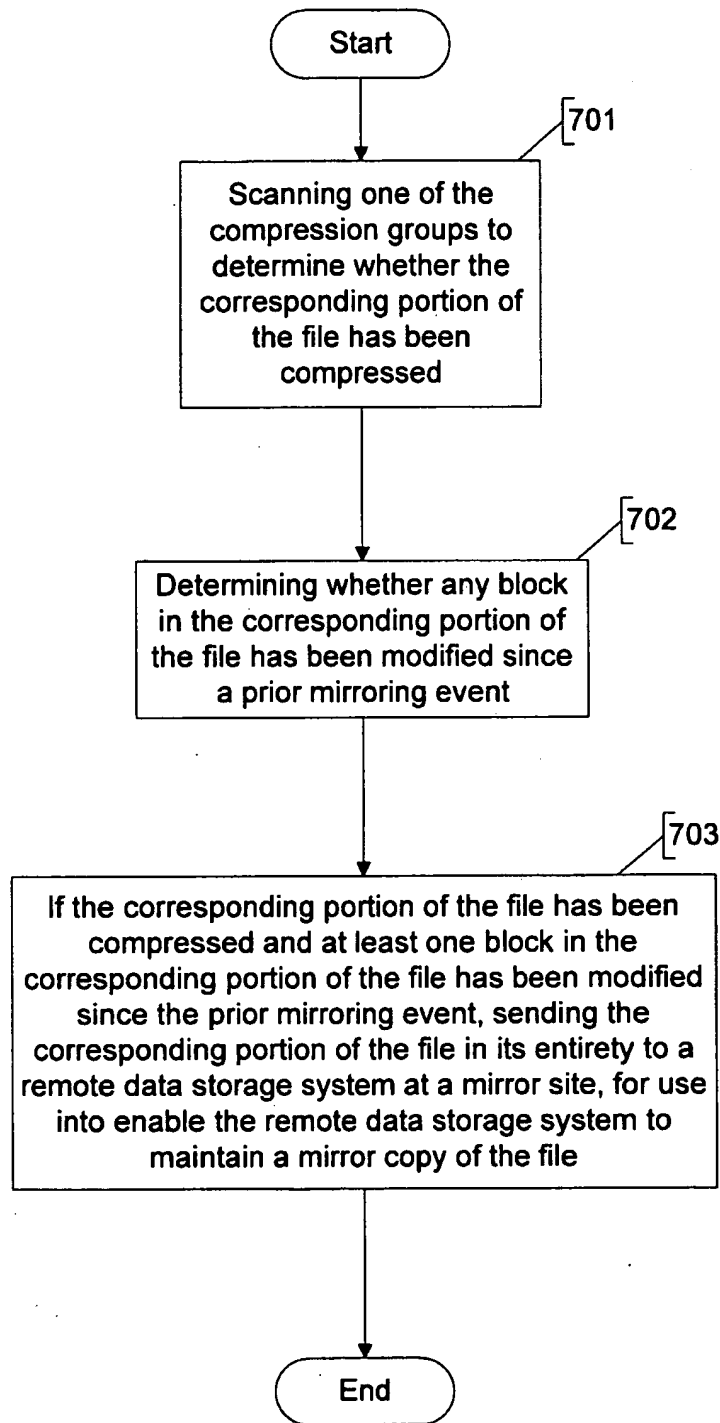 Start
701
Scanning one of the
compression groups to
determine whether the
corresponding portion of
the file has been
compressed
702
Determining whether any block
in the corresponding portion of
the file has been modified since
a prior mirroring event
703
If the corresponding portion of the file has been
compressed and at least one block in the
corresponding portion of the file has been modified
since the prior mirroring event, sending the
corresponding portion of the file in its entirety to a
remote data storage system at a mirror site, for use
into enable the remote data storage system to
maintain a mirror copy of the file
End